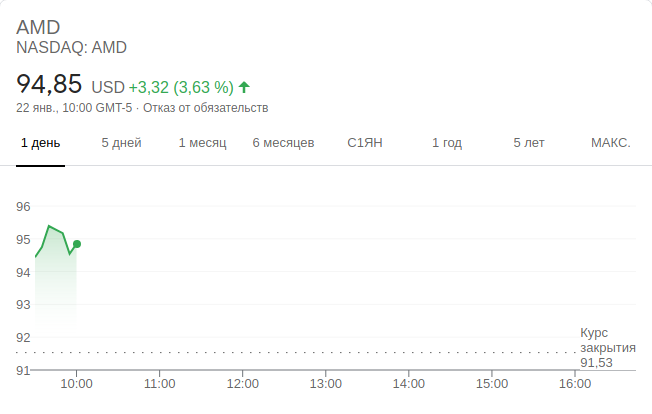 AMD
NASDAQ: AMD
94,85 USD +3,32 (3,63 %)
22 янв., 10:00 GMT-5 · Отказ от обязательств
1 день 5 дней 1 месяц 6 месяцев С1ЯН 1 год 5 лет МАКС.
96
95
94
93
92
91
Курс
закрытия
91,53
10:00 11:00 12:00 13:00 14:00 15:00 16:00